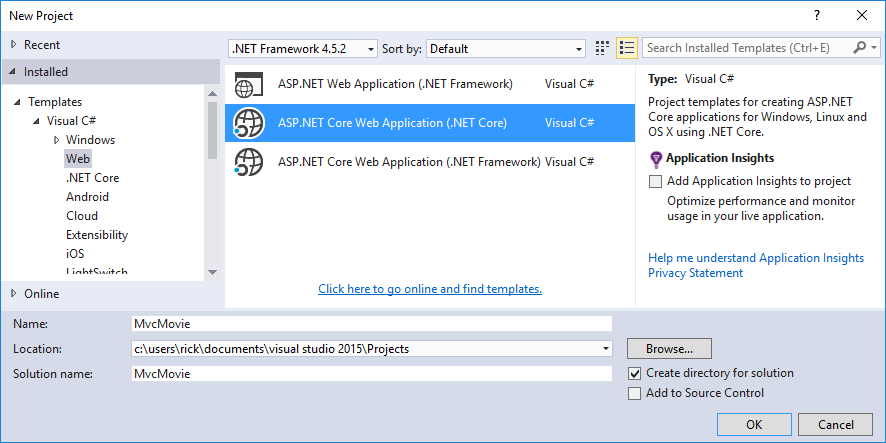 New Project
Recent
.NET Framework 4.5.2 Sort by: Default Search Installed Templates (Ctrl+E)
Installed
Templates
Visual C#
Windows
Web
.NET Core
Android
Cloud
Extensibility
iOS
LightSwitch
Online
ASP.NET Web Application (.NET Framework) Visual C#
ASP.NET Core Web Application (.NET Core) Visual C#
ASP.NET Core Web Application (.NET Framework) Visual C#
Click here to go online and find templates.
Type: Visual C#
Project templates for creating ASP.NET
Core applications for Windows, Linux and
OS X using .NET Core.
Application Insights
Add Application Insights to project
Optimize performance and monitor
usage in your live application.
Help me understand Application Insights
Privacy Statement
Name: MvcMovie
Location: c:\users\rick\documents\visual studio 2015\Projects Browse...
Solution name: MvcMovie
Create directory for solution
Add to Source Control
OK Cancel